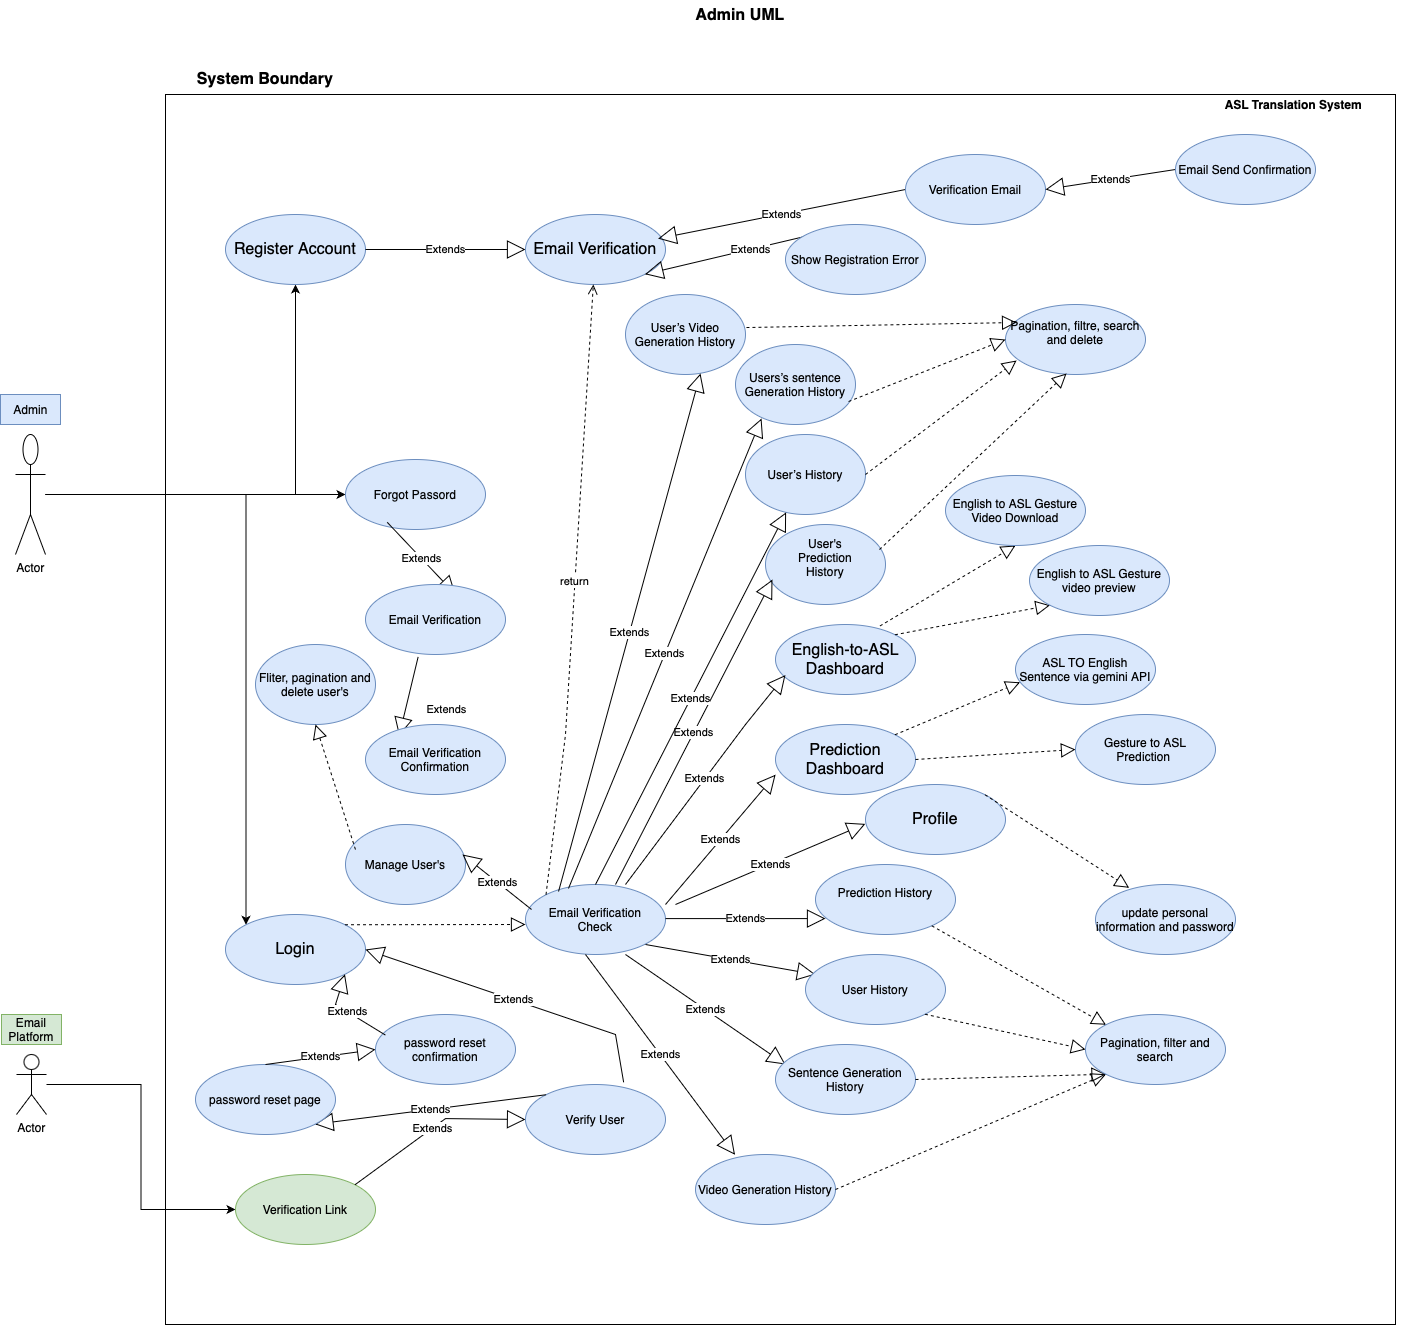 Admin UML
System Boundary
ASL Translation System
Email Send Confirmation
Extends
Verification Email
Extends
Register Account
Extends
Email Verification
Extends
Show Registration Error
User's Video
Generation History
Pagination, filtre, search
and delete
Users's sentence
Generation History
Admin
User's History
Forgot Passord
English to ASL Gesture
Video Download
Actor
Extends
User's
Prediction
History
return
English to ASL Gesture
video preview
Email Verification
Extends
Extends
English-to-ASL
Dashboard
ASL TO English
Sentence via gemini API
Fliter, pagination and
delete user's
Extends
Extends
Extends
Email Verification
Confirmation
Prediction
Dashboard
Gesture to ASL
Prediction
Extends
Profile
Extends
Manage User's
Extends
Extends
Prediction History
Email Verification
Check
Extends
update personal
information and password
Login
Extends
User History
Extends
Extends
Extends
Email
Platform
password reset
confirmation
Extends
Extends
Pagination, filter and
search
Sentence Generation
History
password reset page
Extends
Extends
Verify User
Actor
Video Generation History
Verification Link